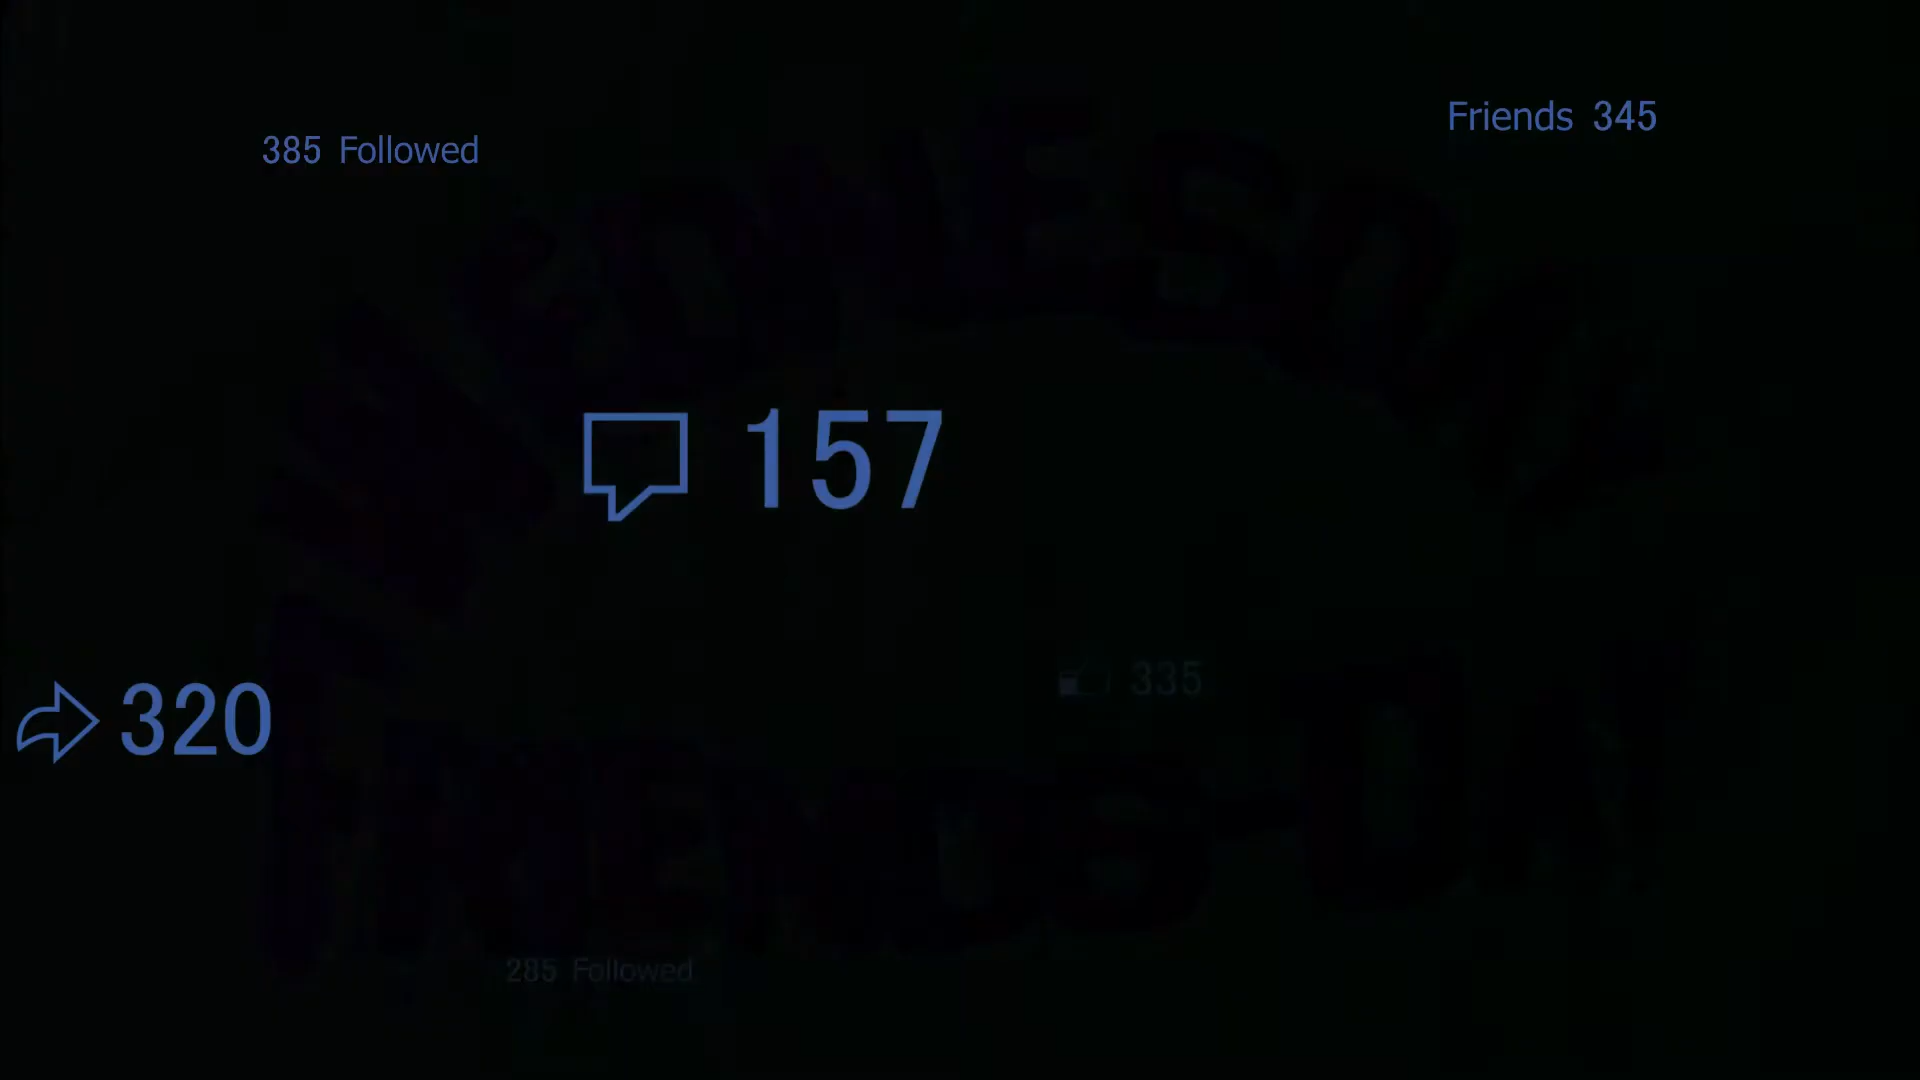 Friends 345
385 Followed
157
335
320
285 Followed